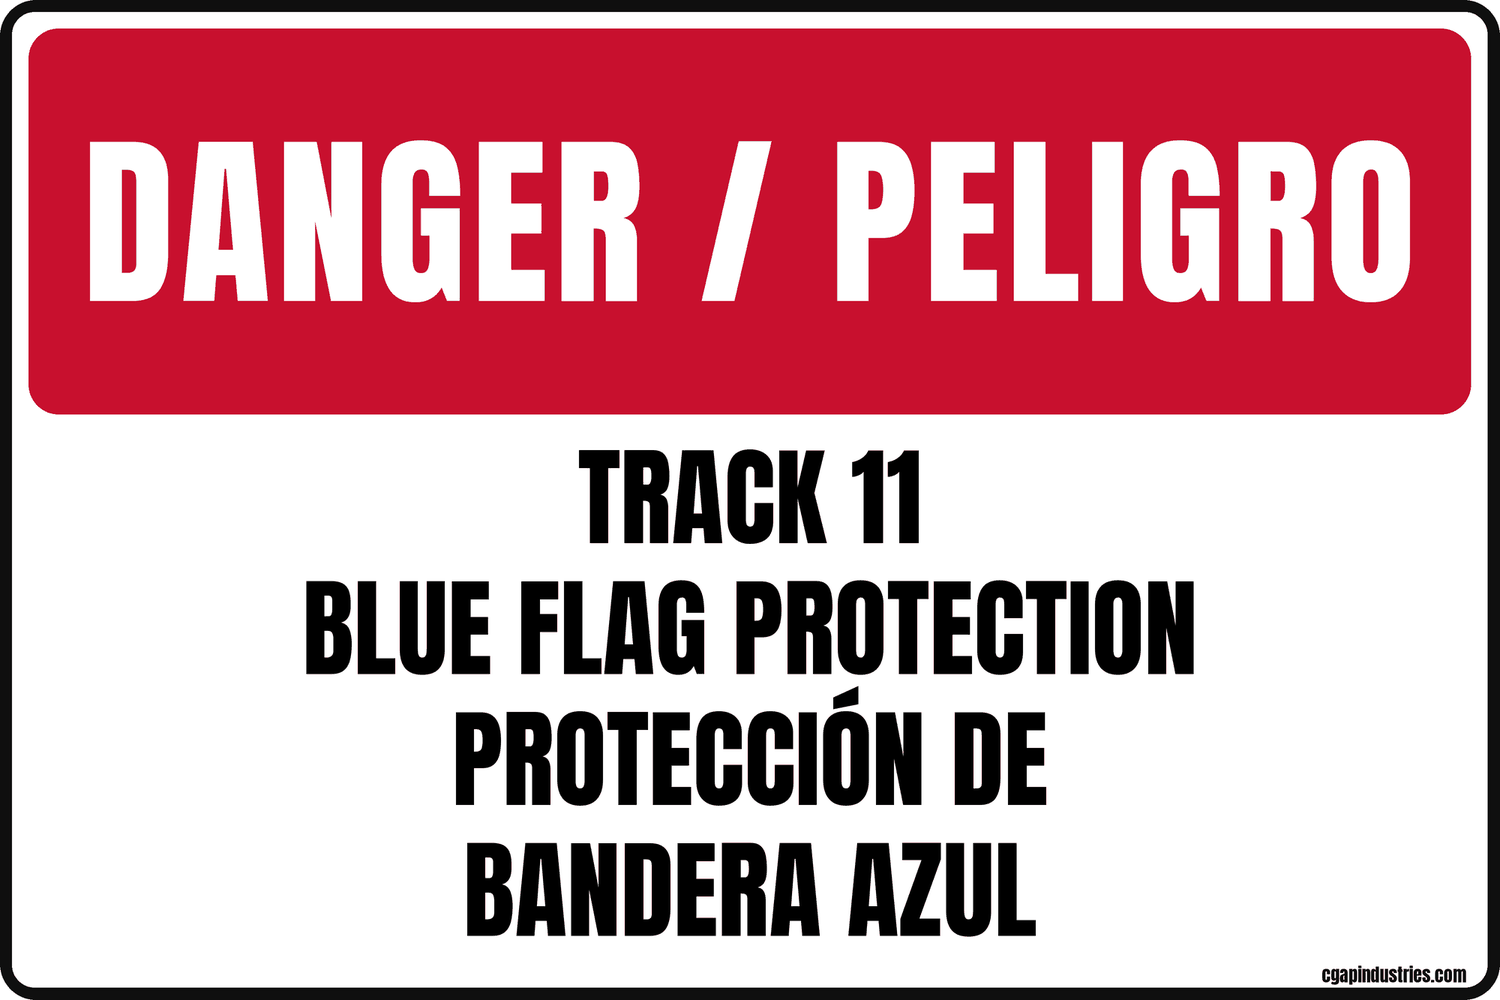 DANGER / PELIGRO
TRACK 11
BLUE FLAG PROTECTION
PROTECCIÓN DE
BANDERA AZUL
cgapindustries.com